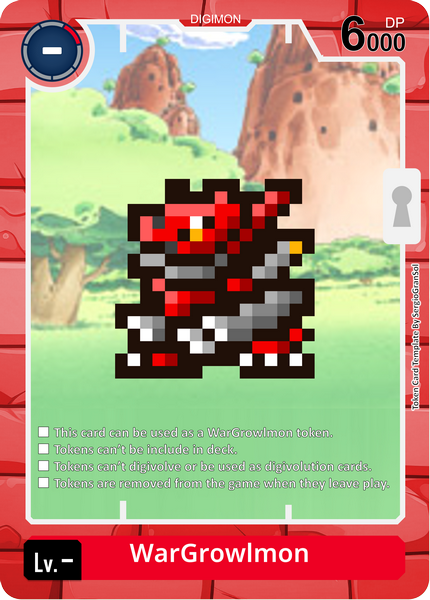 DIGIMON
-
DP
6000
Token Card Template By SergioGranSol
This card can be used as a WarGrowlmon token.
Tokens can't be include in deck.
Tokens can't digivolve or be used as digivolution cards.
Tokens are removed from the game when they leave play.
Lv.-
WarGrowlmon